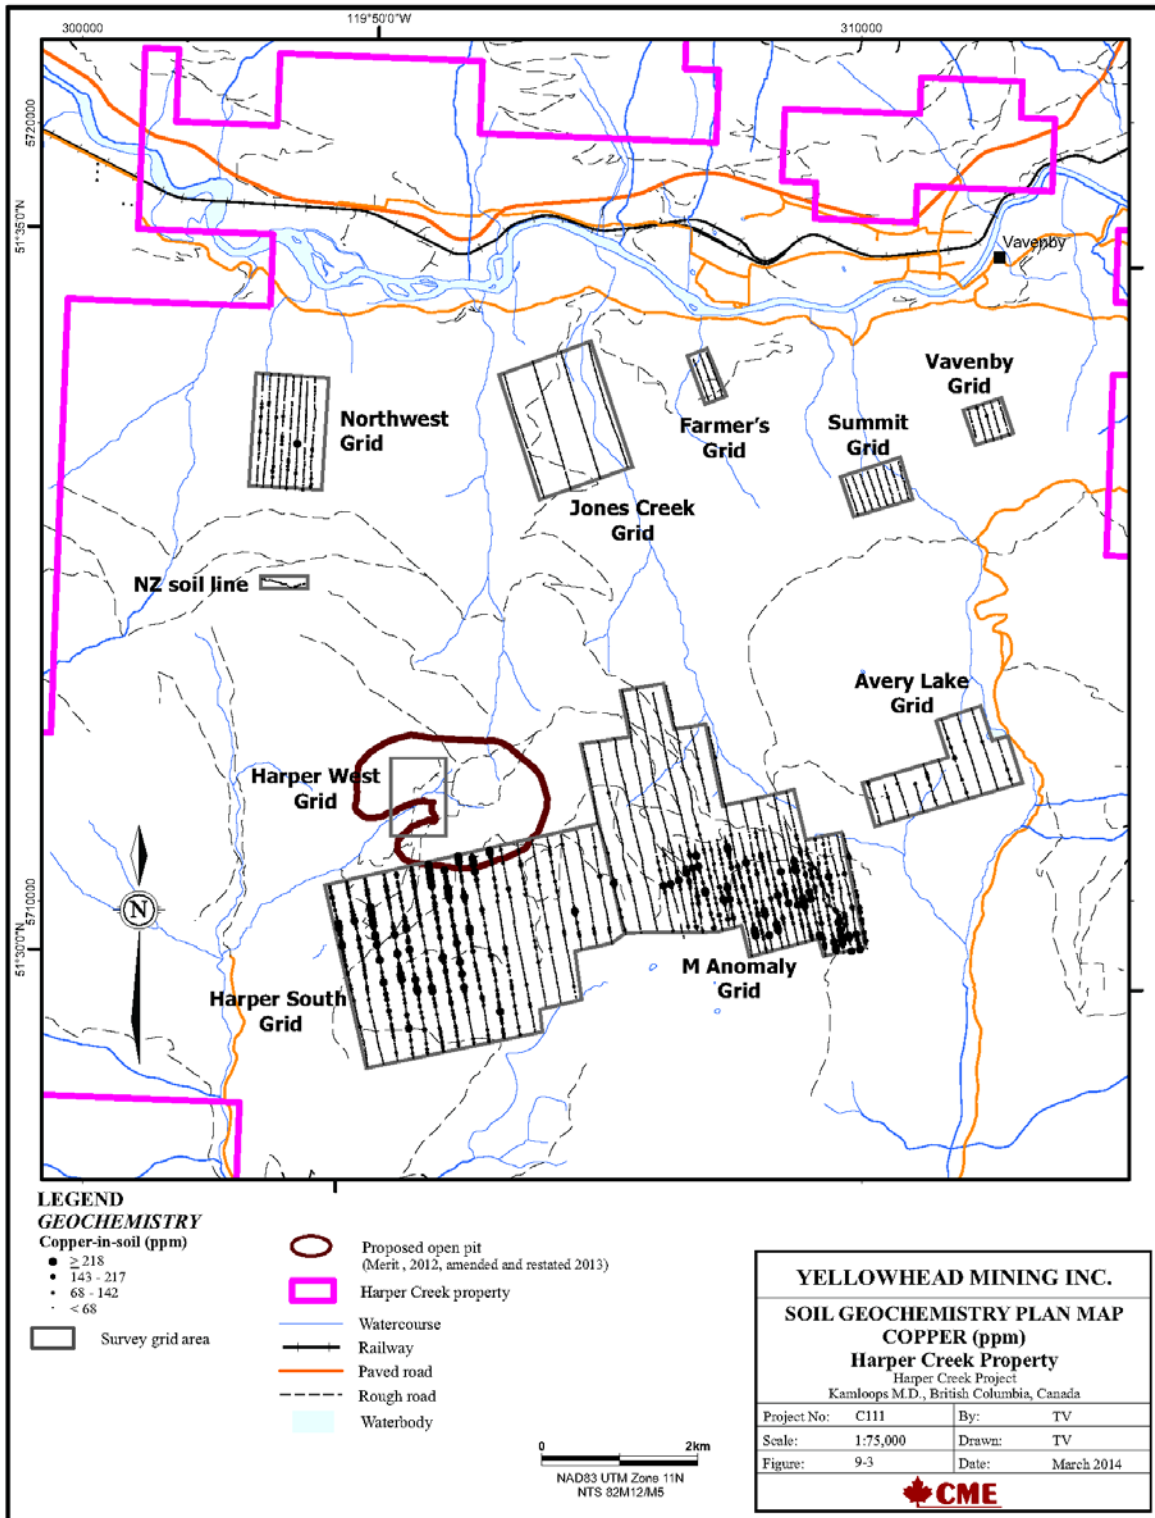 300000
119°50'0"W
310000
5720000
51°35'0"N
Vavenby
Vavenby
Grid
Northwest
Grid
Farmer's
Grid
Summit
Grid
Jones Creek
Grid
NZ soil line
Avery Lake
Grid
Harper West
Grid
N
5710000
51°30'0"N
M Anomaly
Grid
Harper South
Grid
LEGEND
GEOCHEMISTRY
Copper-in-soil (ppm)
≥ 218
143 - 217
68 - 142
< 68
Survey grid area
Proposed open pit
(Merit , 2012, amended and restated 2013)
Harper Creek property
Watercourse
Railway
Paved road
Rough road
Waterbody
0 2km
NAD83 UTM Zone 11N
NTS 82M12/M5
YELLOWHEAD MINING INC.
SOIL GEOCHEMISTRY PLAN MAP
COPPER (ppm)
Harper Creek Property
Harper Creek Project
Kamloops M.D., British Columbia, Canada
Project No: C111 By: TV
Scale: 1:75,000 Drawn: TV
Figure: 9-3 Date: March 2014
CME